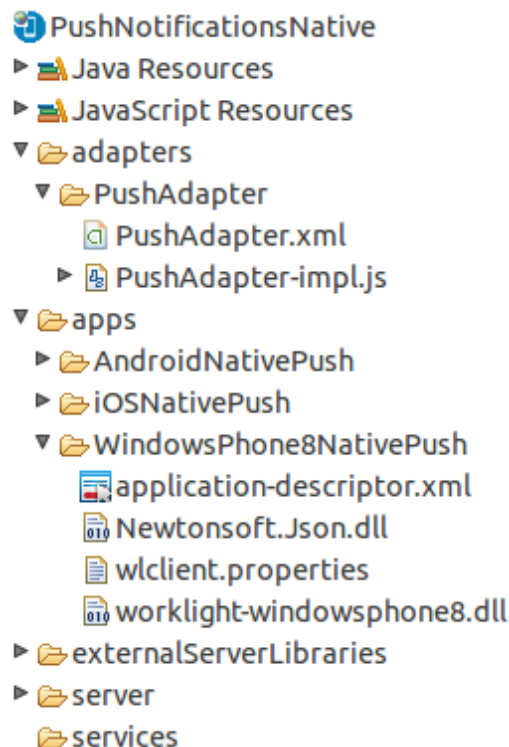 PushNotificationsNative
Java Resources
JavaScript Resources
adapters
PushAdapter
PushAdapter.xml
PushAdapter-impl.js
apps
AndroidNativePush
iOSNativePush
WindowsPhone8NativePush
application-descriptor.xml
Newtonsoft.Json.dll
wlclient.properties
worklight-windowsphone8.dll
externalServerLibraries
server
services